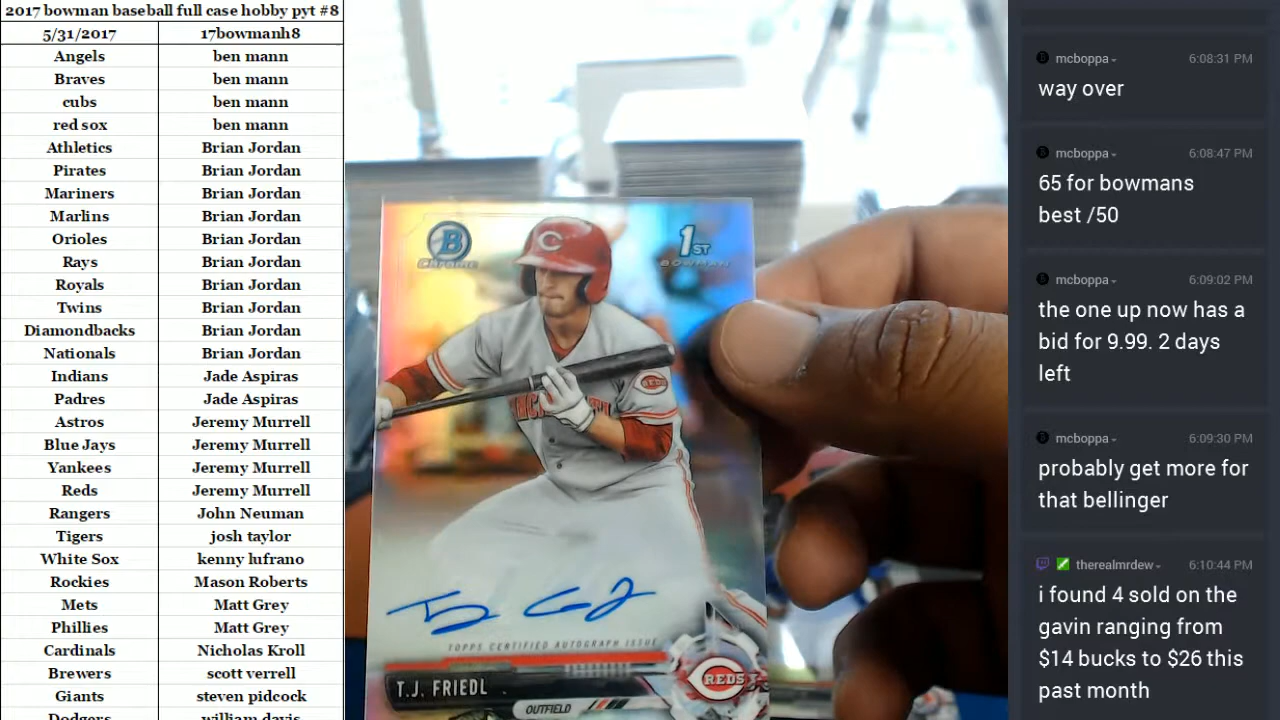 2017 bowman baseball full case hobby pyt #8
5/31/2017 17bowmanh8
Angels ben mann
Braves ben mann
cubs ben mann
red sox ben mann
Athletics Brian Jordan
Pirates Brian Jordan
Mariners Brian Jordan
Marlins Brian Jordan
Orioles Brian Jordan
Rays Brian Jordan
Royals Brian Jordan
Twins Brian Jordan
Diamondbacks Brian Jordan
Nationals Brian Jordan
Indians Jade Aspiras
Padres Jade Aspiras
Astros Jeremy Murrell
Blue Jays Jeremy Murrell
Yankees Jeremy Murrell
Reds Jeremy Murrell
Rangers John Neuman
Tigers josh taylor
White Sox kenny lufrano
Rockies Mason Roberts
Mets Matt Grey
Phillies Matt Grey
Cardinals Nicholas Kroll
Brewers scott verrell
Giants steven pidcock
Dodgers william davis
B
Chrome
1ST
BOWMAN
C
REDS
CINCINNATI
TOPPS CERTIFIED AUTOGRAPH ISSUE
REDS
T.J. FRIEDL
OUTFIELD
mcboppa 6:08:31 PM
way over
mcboppa 6:08:47 PM
65 for bowmans
best /50
mcboppa 6:09:02 PM
the one up now has a
bid for 9.99. 2 days
left
mcboppa 6:09:30 PM
probably get more for
that bellinger
therealmrdew 6:10:44 PM
i found 4 sold on the
gavin ranging from
$14 bucks to $26 this
past month